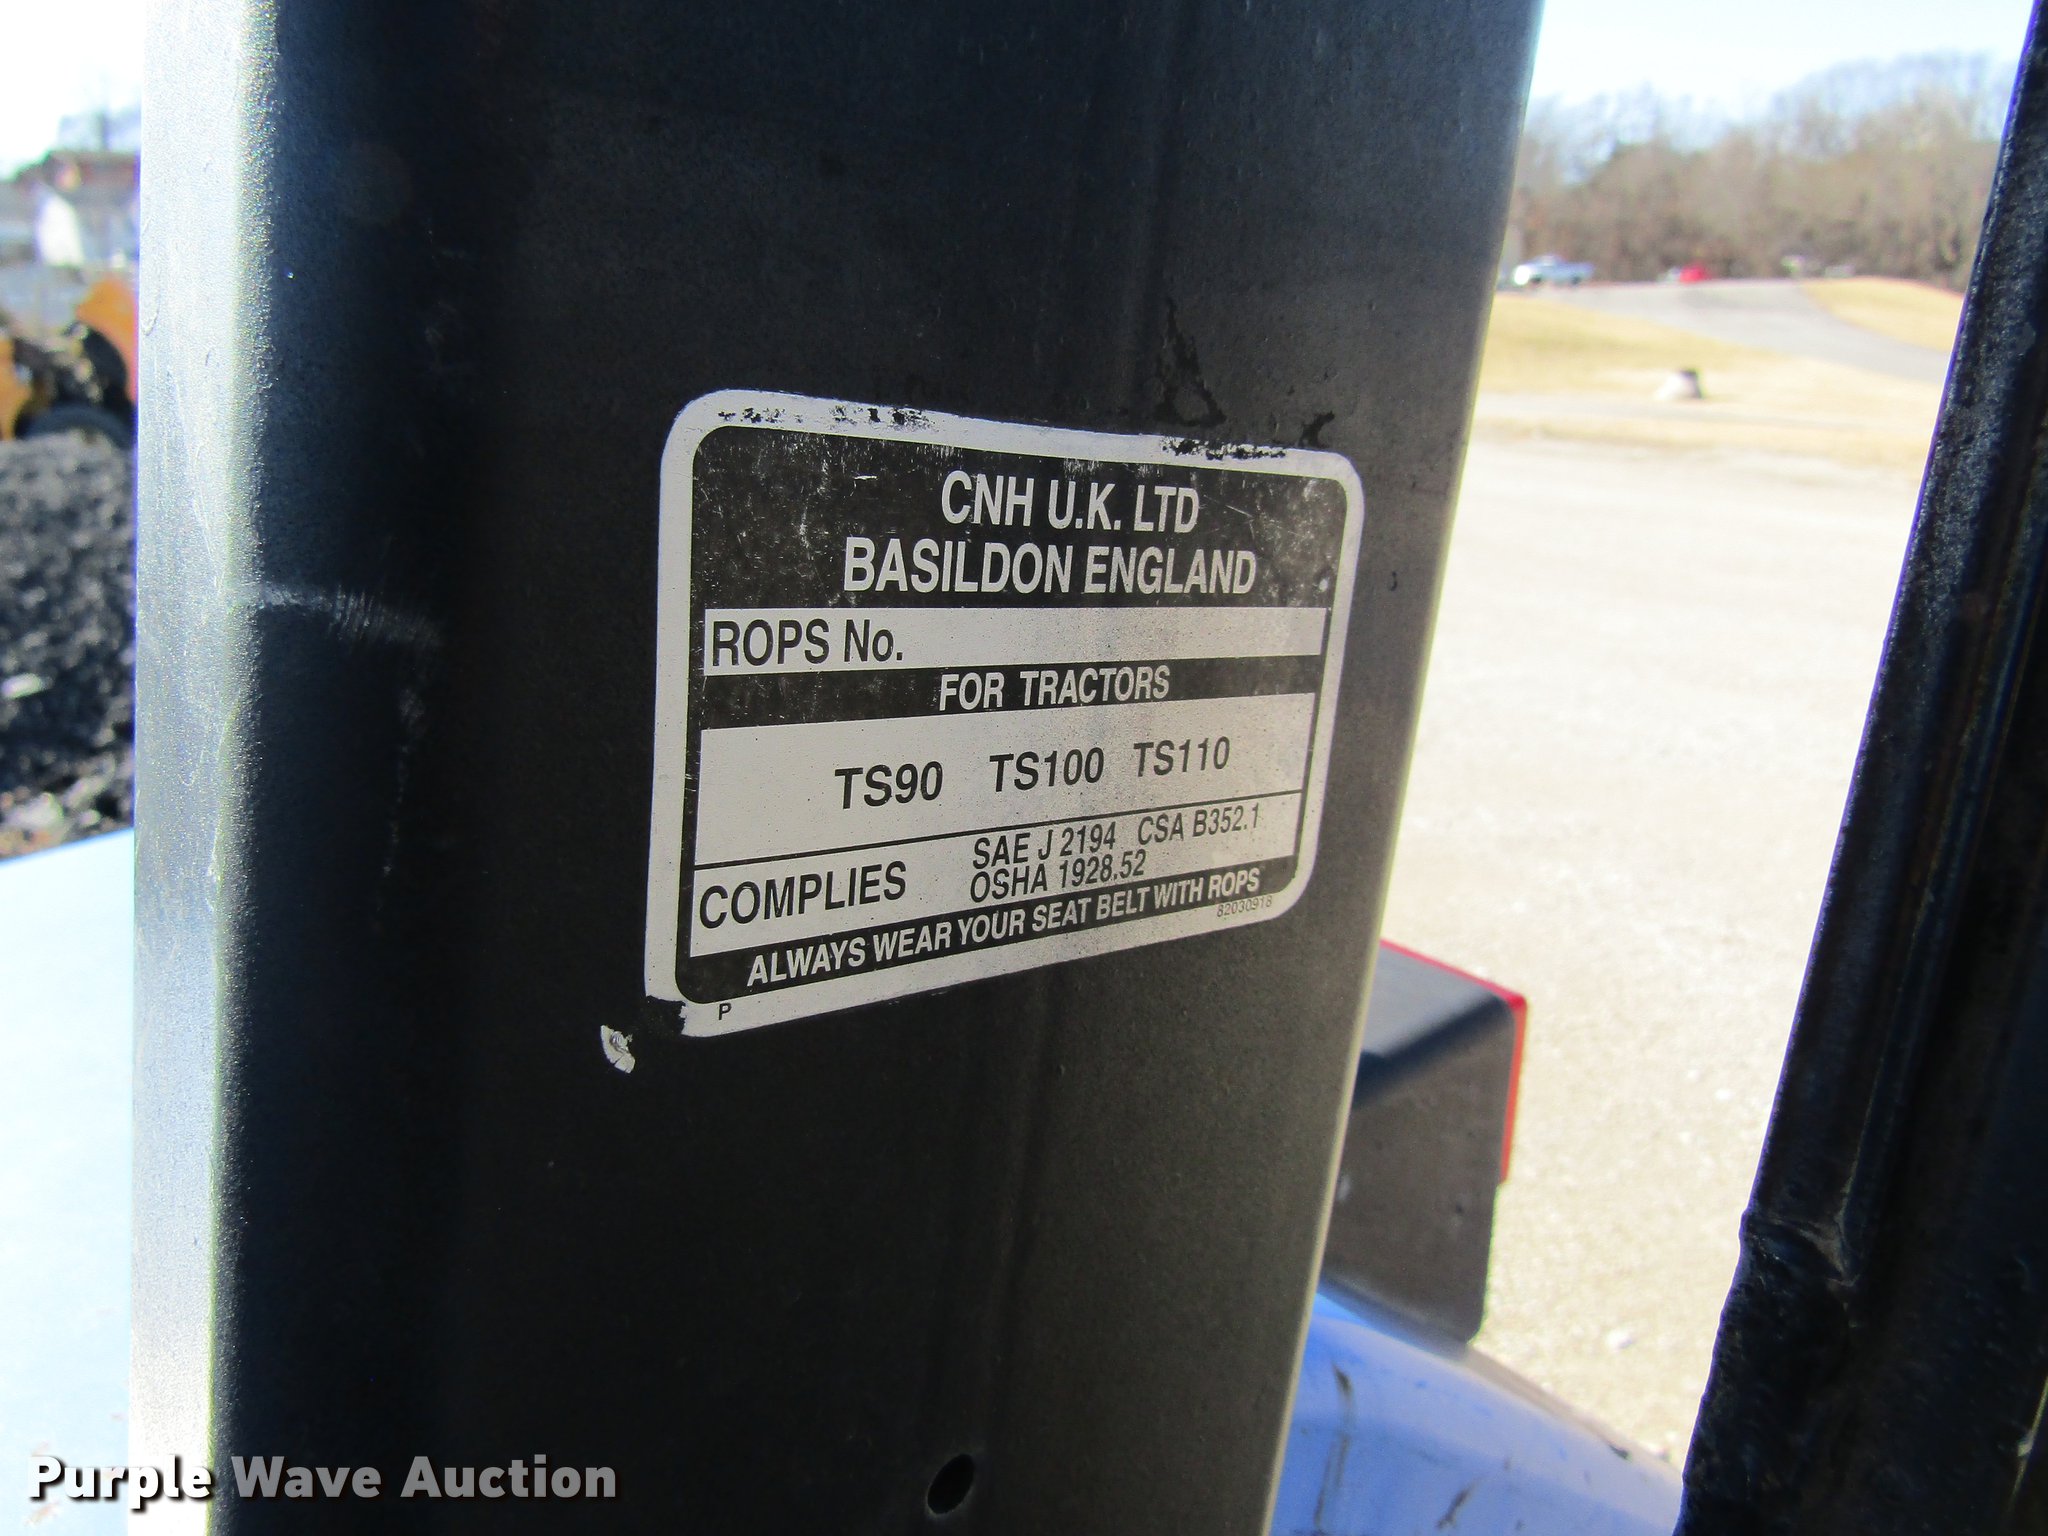 CNH U.K. LTD
BASILDON ENGLAND
ROPS No.
FOR TRACTORS
TS90 TS100 TS110
COMPLIES SAE J 2194 CSA B352.1
OSHA 1928.52
ALWAYS WEAR YOUR SEAT BELT WITH ROPS
82030918
P
Purple Wave Auction